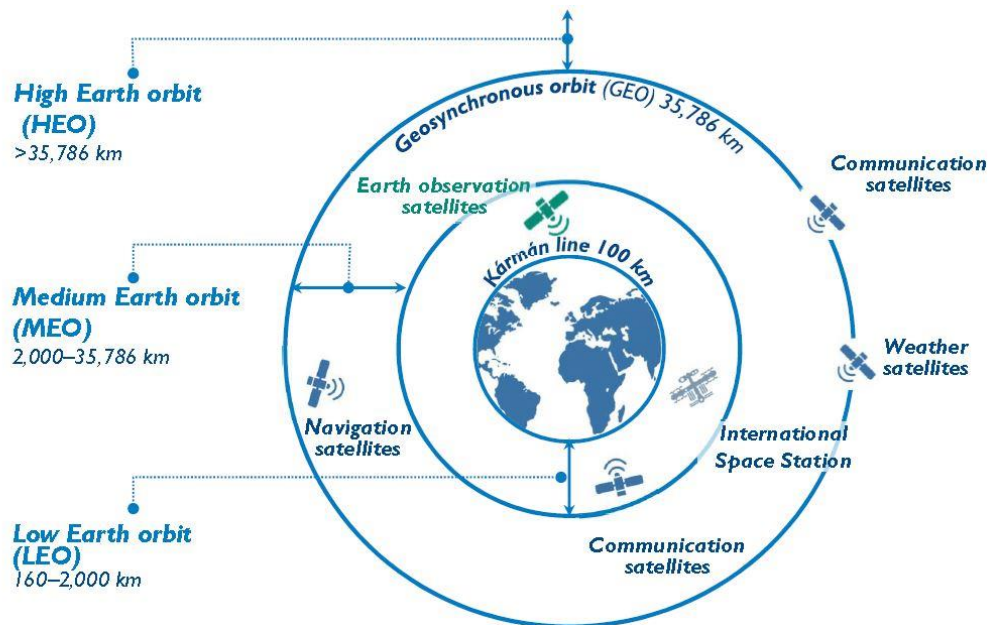 High Earth orbit
(HEO)
>35,786 km
Geosynchronous orbit (GEO) 35,786 km
Communication
satellites
Earth observation
satellites
Kármán line 100 km
Medium Earth orbit
(MEO)
2,000–35,786 km
Weather
satellites
Navigation
satellites
International
Space Station
Low Earth orbit
(LEO)
160–2,000 km
Communication
satellites